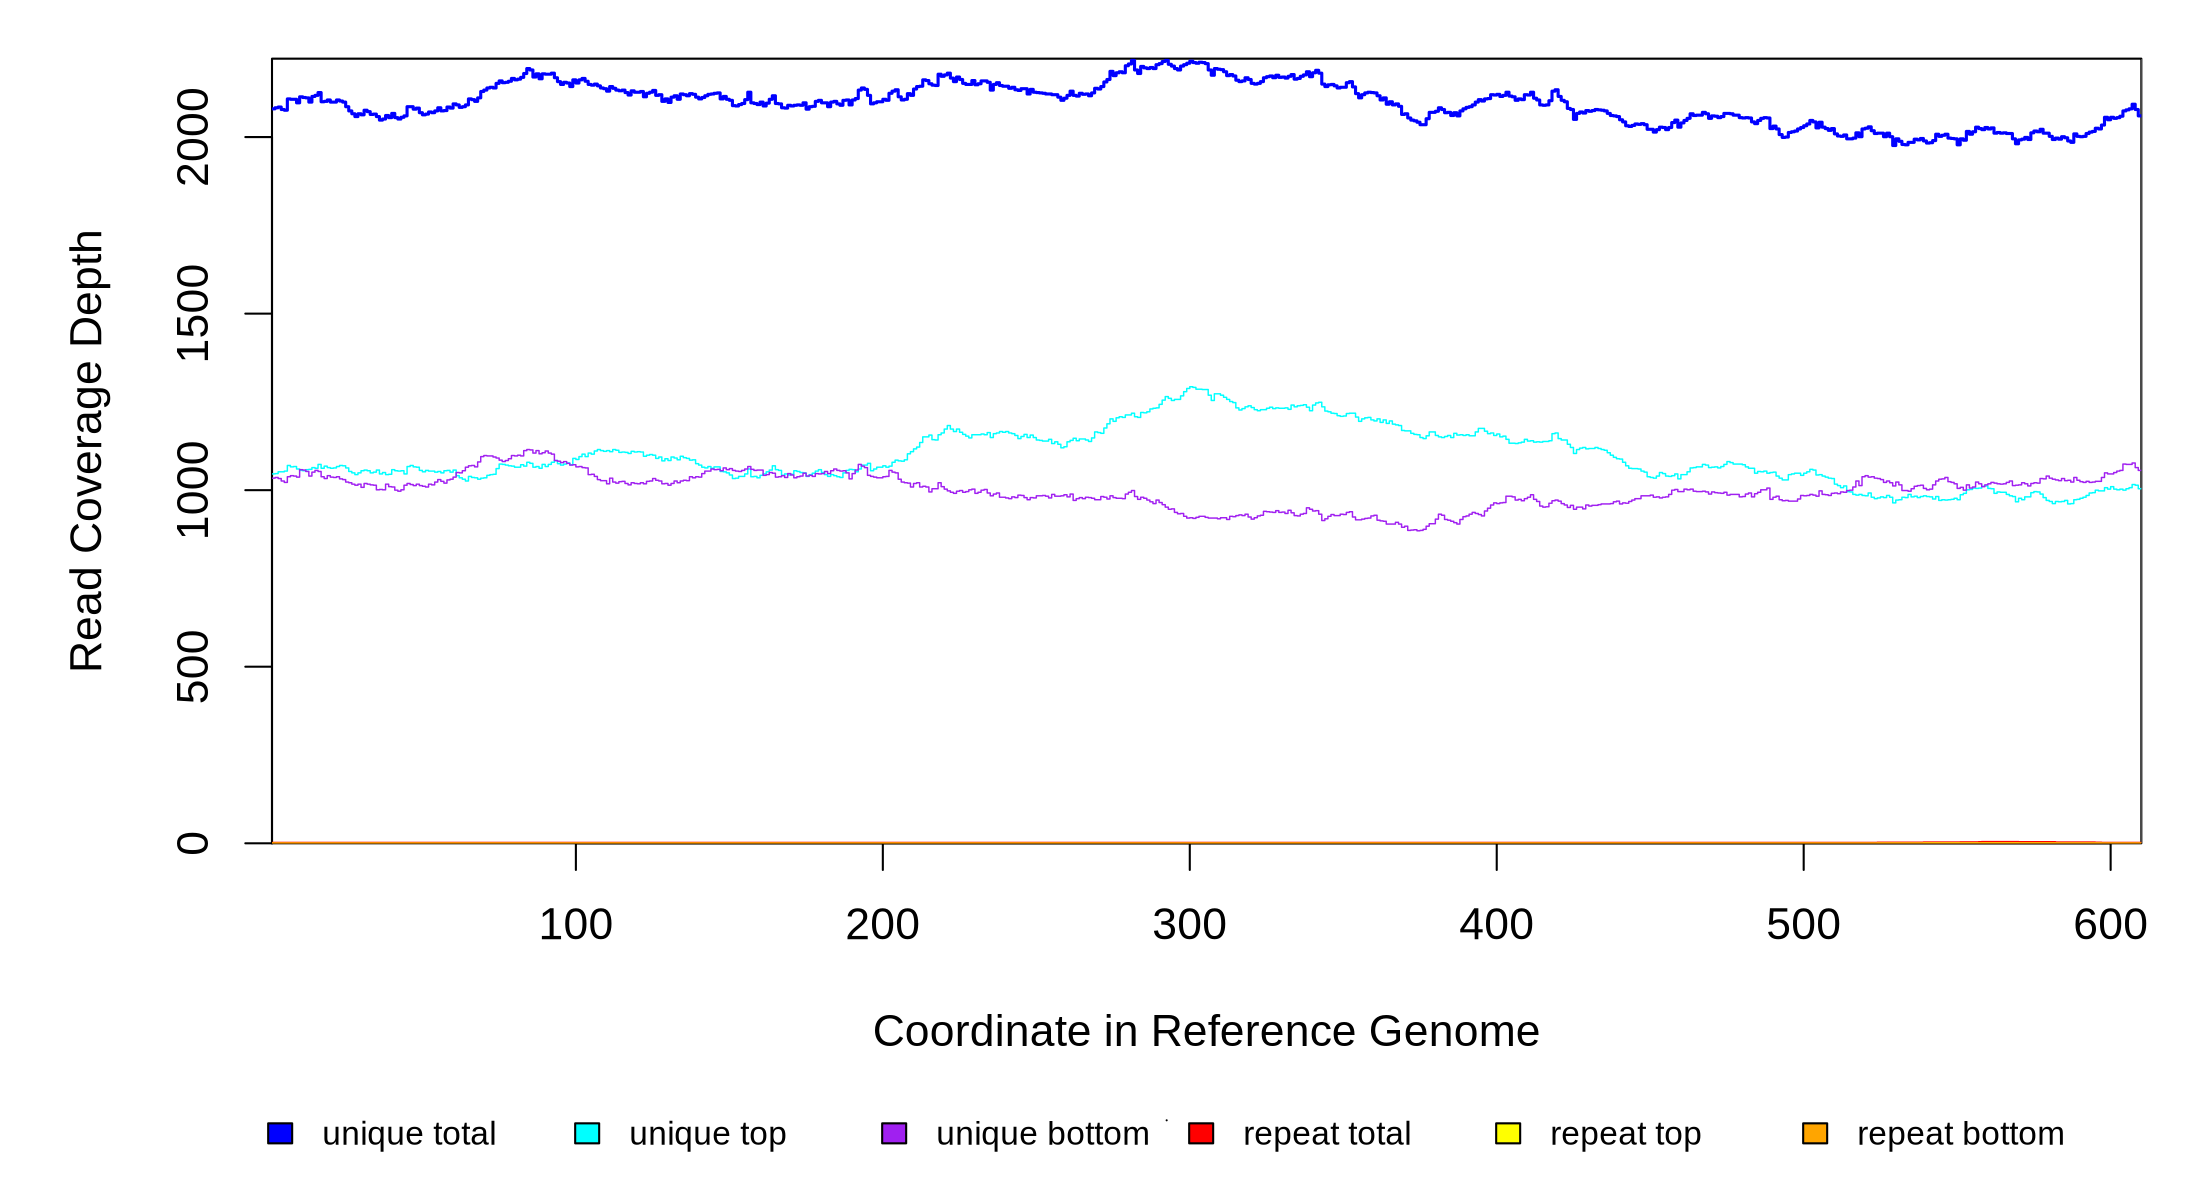 Read Coverage Depth
2000
1500
1000
500
0
100 200 300 400 500 600
Coordinate in Reference Genome
unique total unique top unique bottom repeat total repeat top repeat bottom